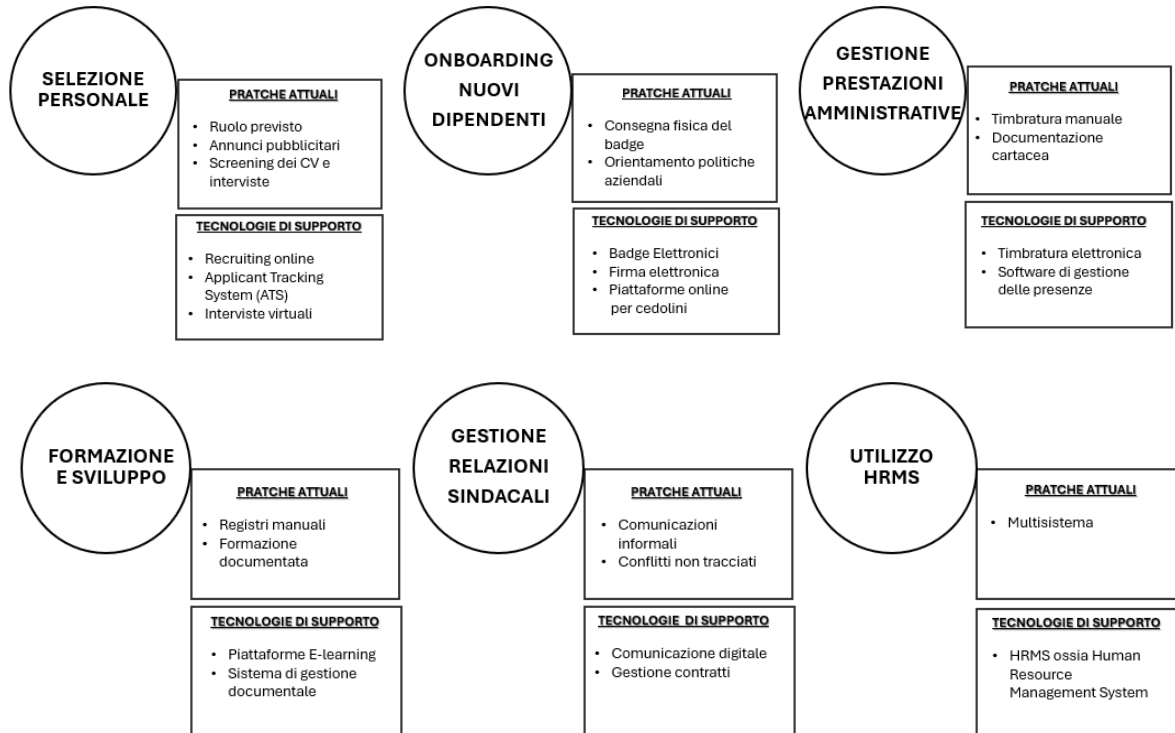 SELEZIONE
PERSONALE
PRATCHE ATTUALI
• Ruolo previsto
• Annunci pubblicitari
• Screening dei CV e
interviste
TECNOLOGIE DI SUPPORTO
• Recruiting online
• Applicant Tracking
System (ATS)
• Interviste virtuali
ONBOARDING
NUOVI
DIPENDENTI
PRATCHE ATTUALI
• Consegna fisica del
badge
• Orientamento politiche
aziendali
TECNOLOGIE DI SUPPORTO
• Badge Elettronici
• Firma elettronica
• Piattaforme online
per cedolini
GESTIONE
PRESTAZIONI
AMMINISTRATIVE
PRATCHE ATTUALI
• Timbratura manuale
• Documentazione
cartacea
TECNOLOGIE DI SUPPORTO
• Timbratura elettronica
• Software di gestione
delle presenze
FORMAZIONE
E SVILUPPO
PRATCHE ATTUALI
• Registri manuali
• Formazione
documentata
TECNOLOGIE DI SUPPORTO
• Piattaforme E-learning
• Sistema di gestione
documentale
GESTIONE
RELAZIONI
SINDACALI
PRATCHE ATTUALI
• Comunicazioni
informali
• Conflitti non tracciati
TECNOLOGIE DI SUPPORTO
• Comunicazione digitale
• Gestione contratti
UTILIZZO
HRMS
PRATCHE ATTUALI
• Multisistema
TECNOLOGIE DI SUPPORTO
• HRMS ossia Human
Resource
Management System